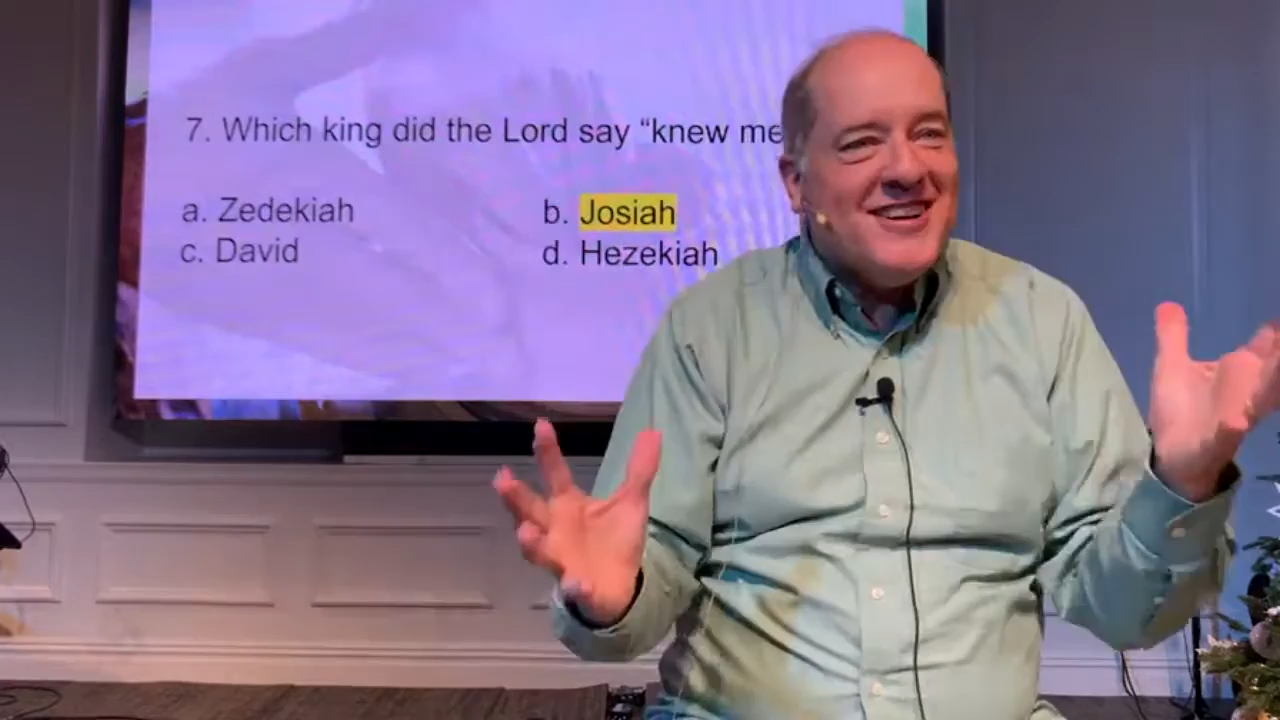 7. Which king did the Lord say “knew me
a. Zedekiah b. Josiah
c. David d. Hezekiah